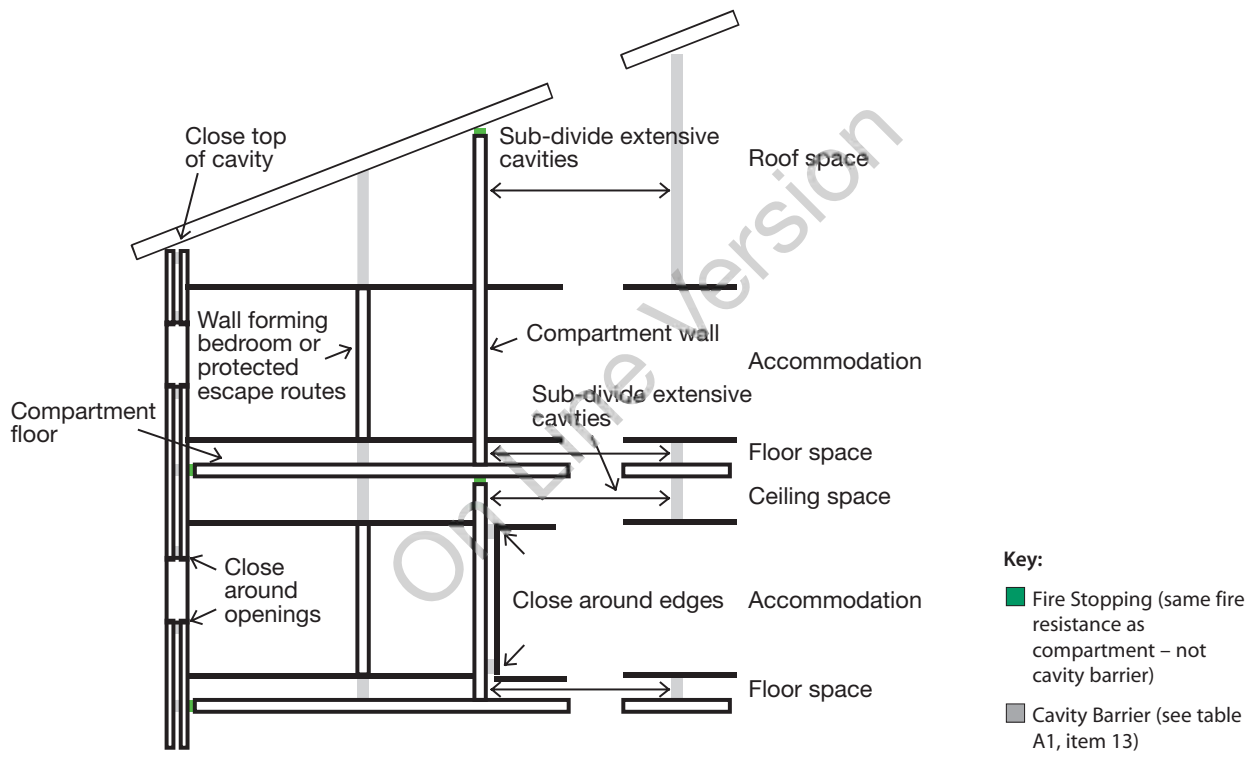 Close top
of cavity
Sub-divide extensive
cavities
Roof space
Wall forming
bedroom or
protected
escape routes
Compartment wall
Accommodation
Sub-divide extensive
cavities
Compartment
floor
Floor space
Ceiling space
Close
around
openings
Close around edges
Accommodation
Floor space
Key:
Fire Stopping (same fire
resistance as
compartment – not
cavity barrier)
Cavity Barrier (see table
A1, item 13)
On Line Version